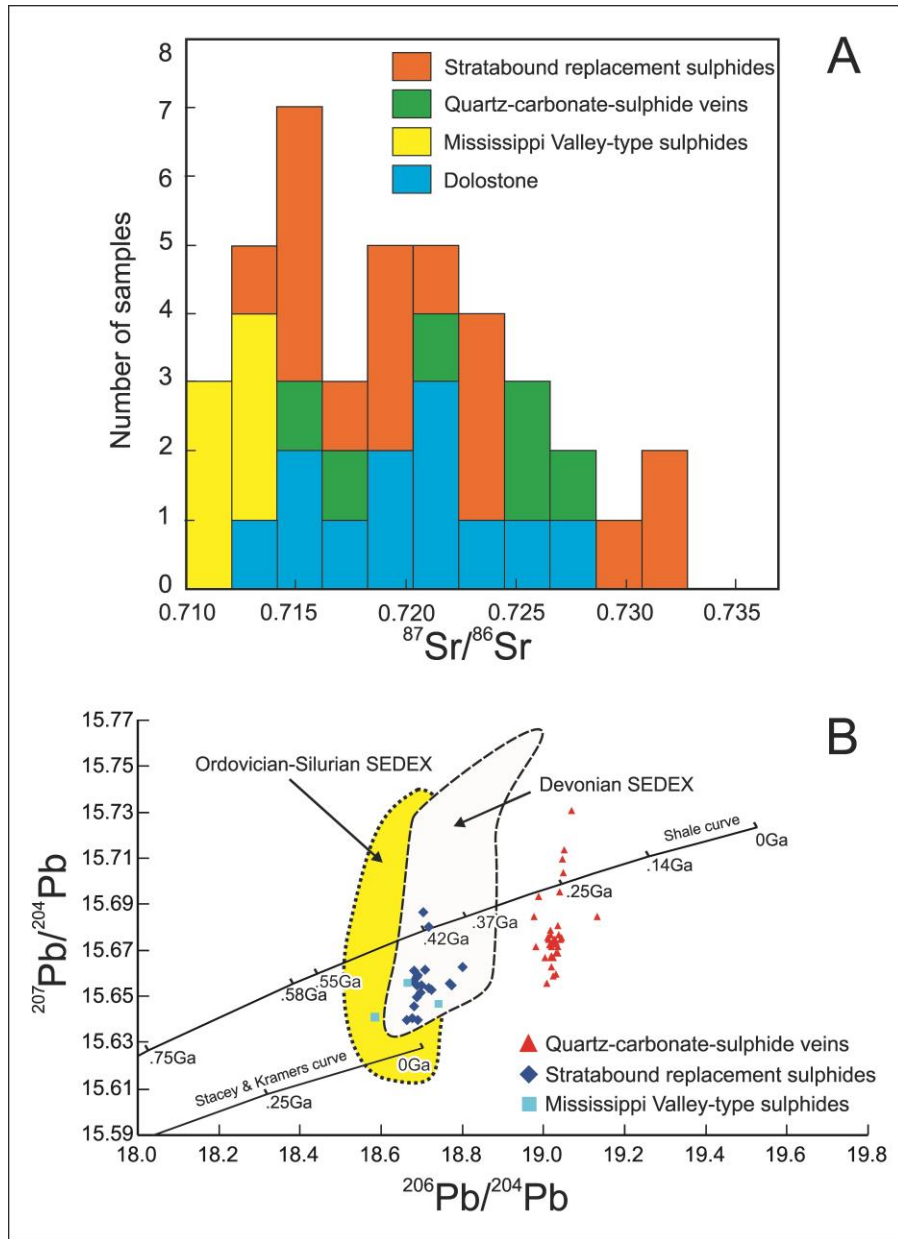 A
8
7
6
5
4
3
2
1
0
Number of samples
Stratabound replacement sulphides
Quartz-carbonate-sulphide veins
Mississippi Valley-type sulphides
Dolostone
0.710 0.715 0.720 0.725 0.730 0.735
⁸⁷Sr/⁸⁶Sr
B
15.77
15.75
15.73
15.71
15.69
15.67
15.65
15.63
15.61
15.59
²⁰⁷Pb/²⁰⁴Pb
Ordovician-Silurian SEDEX
Devonian SEDEX
Shale curve
0Ga
.14Ga
.25Ga
.37Ga
.42Ga
.55Ga
.58Ga
.75Ga
Stacey & Kramers curve
0Ga
.25Ga
Quartz-carbonate-sulphide veins
Stratabound replacement sulphides
Mississippi Valley-type sulphides
18.0 18.2 18.4 18.6 18.8 19.0 19.2 19.4 19.6 19.8
²⁰⁶Pb/²⁰⁴Pb